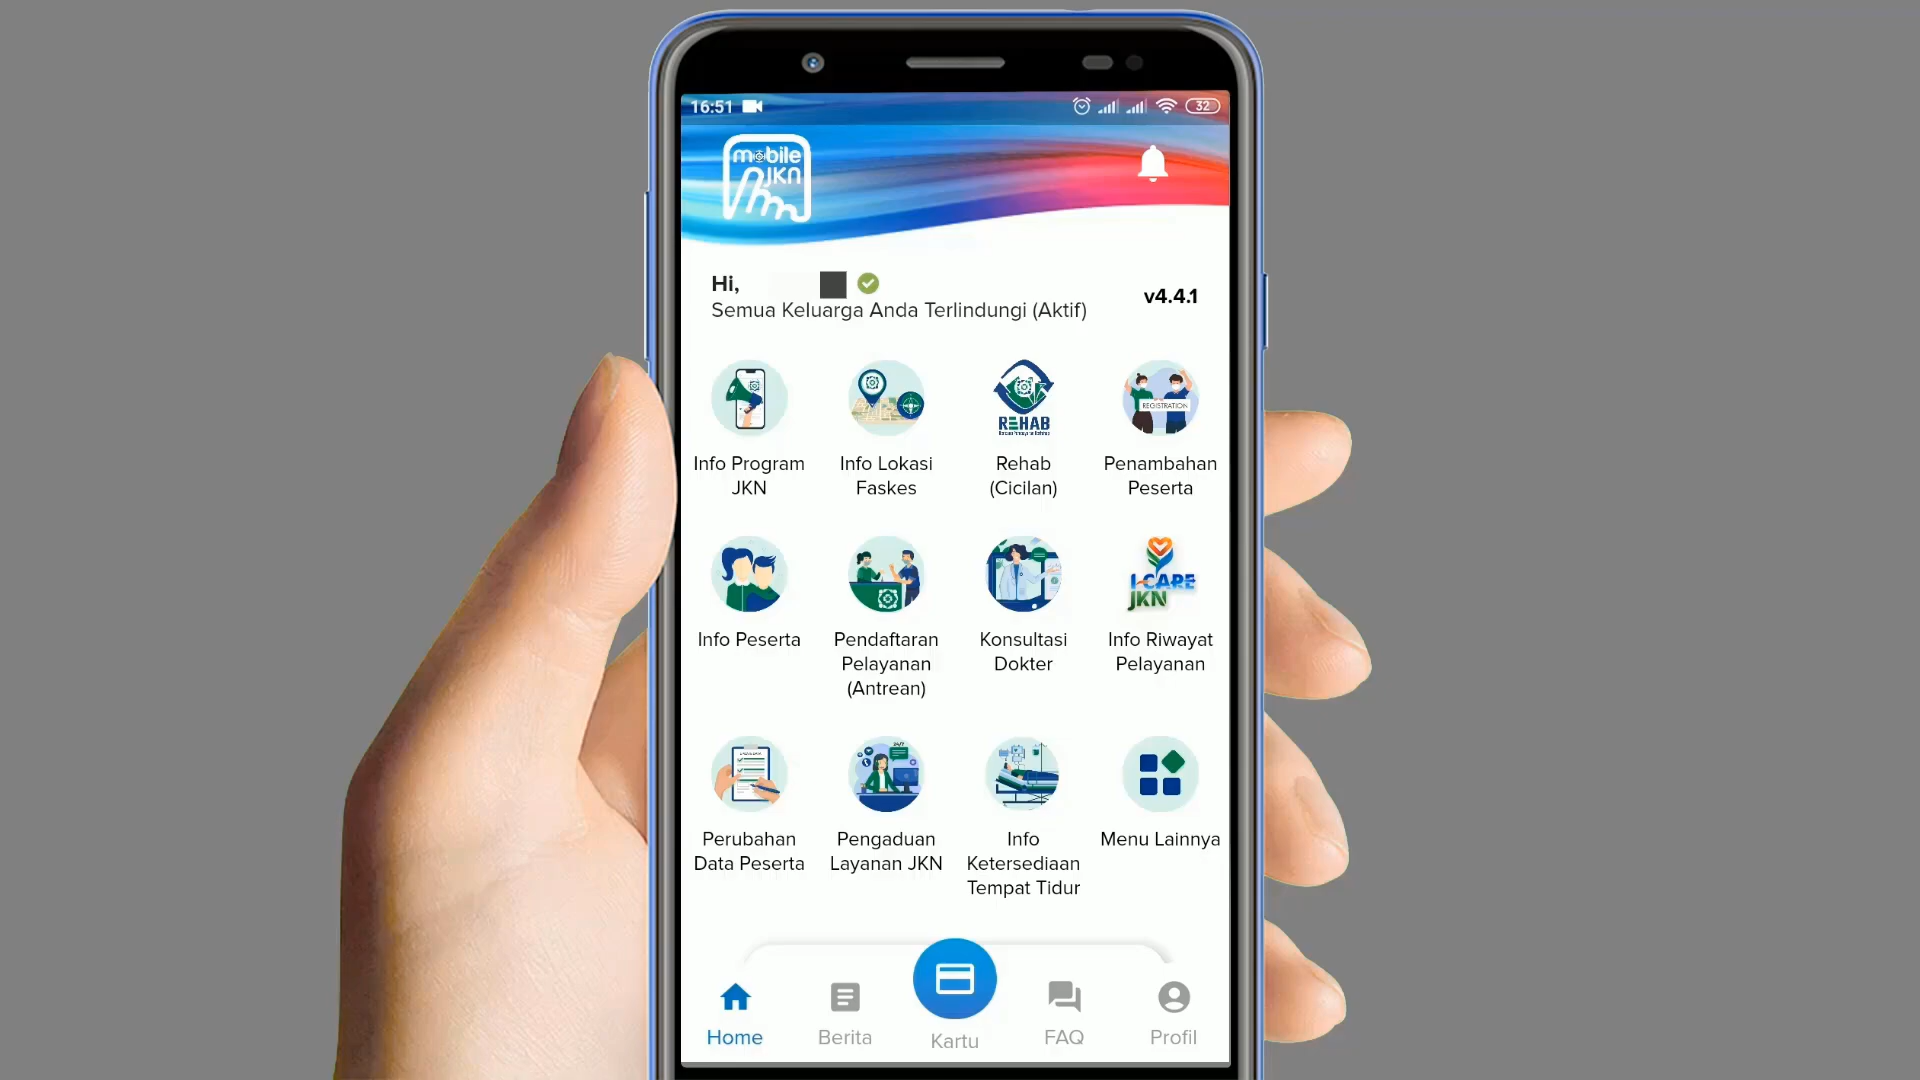 16:51
32
mobile
JKN
Hi,
Semua Keluarga Anda Terlindungi (Aktif)
v4.4.1
REHAB
REGISTRATION
Info Program
JKN
Info Lokasi
Faskes
Rehab
(Cicilan)
Penambahan
Peserta
I-CARE
JKN
Info Peserta
Pendaftaran
Pelayanan
(Antrean)
Konsultasi
Dokter
Info Riwayat
Pelayanan
24/7
Perubahan
Data Peserta
Pengaduan
Layanan JKN
Info
Ketersediaan
Tempat Tidur
Menu Lainnya
Home
Berita
Kartu
FAQ
Profil